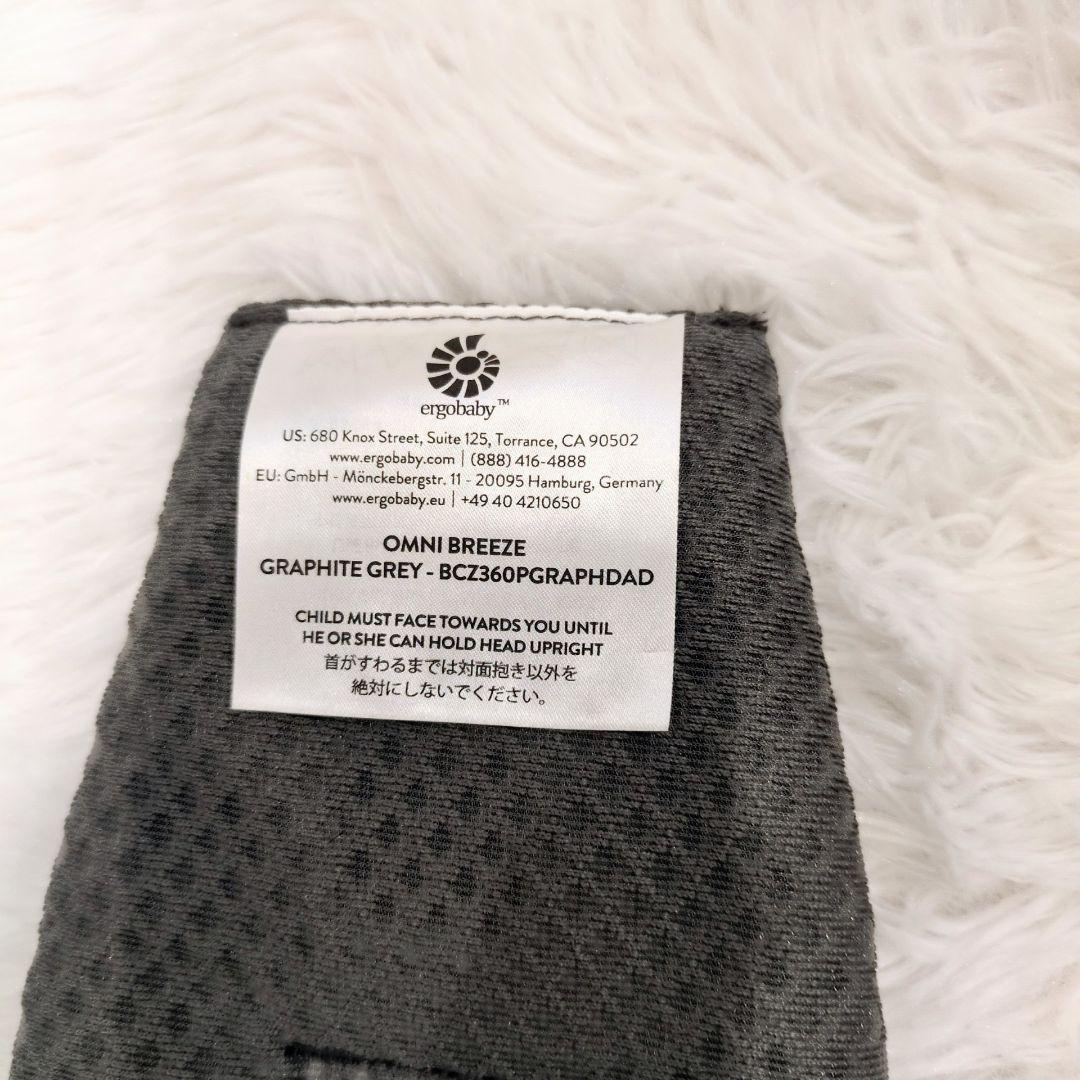 ergobaby™
US: 680 Knox Street, Suite 125, Torrance, CA 90502
www.ergobaby.com | (888) 416-4888
EU: GmbH - Mönckebergstr. 11 - 20095 Hamburg, Germany
www.ergobaby.eu | +49 40 4210650
OMNI BREEZE
GRAPHITE GREY - BCZ360PGRAPHDAD
CHILD MUST FACE TOWARDS YOU UNTIL
HE OR SHE CAN HOLD HEAD UPRIGHT
首がすわるまでは対面抱き以外を
絶対にしないでください。